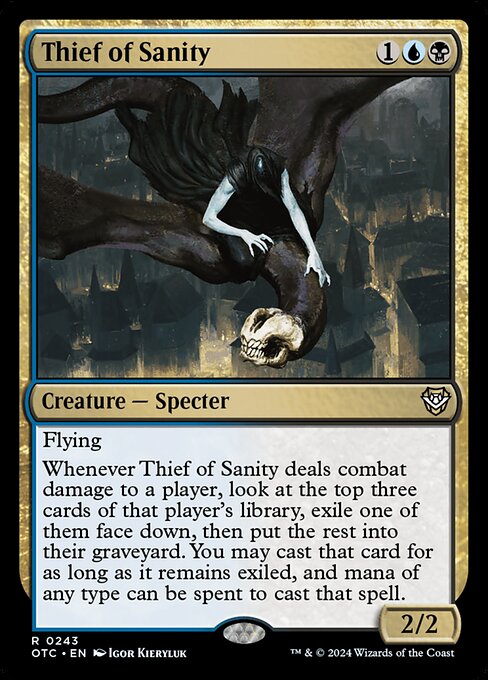 Thief of Sanity 1
Creature — Specter
Flying
Whenever Thief of Sanity deals combat
damage to a player, look at the top three
cards of that player's library, exile one of
them face down, then put the rest into
their graveyard. You may cast that card for
as long as it remains exiled, and mana of
any type can be spent to cast that spell.
2/2
R 0243
OTC • EN Igor Kieryluk
™ & © 2024 Wizards of the Coast